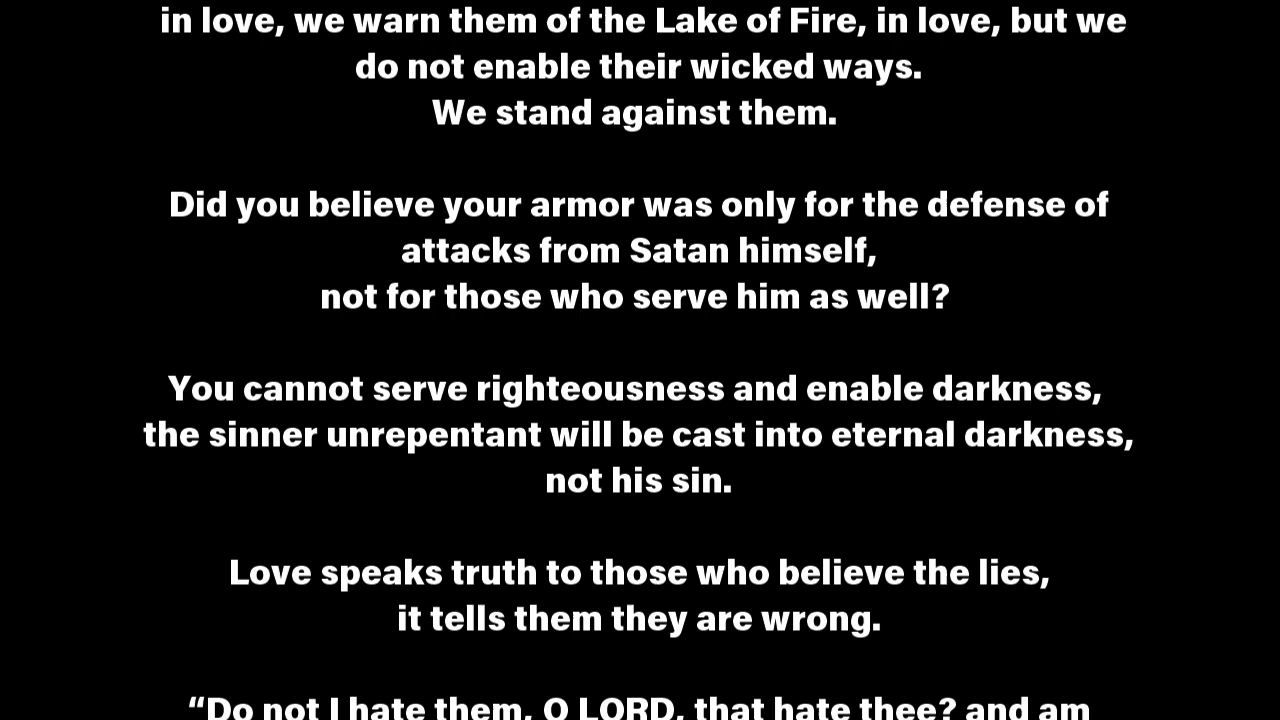 in love, we warn them of the Lake of Fire, in love, but we
do not enable their wicked ways.
We stand against them.
Did you believe your armor was only for the defense of
attacks from Satan himself,
not for those who serve him as well?
You cannot serve righteousness and enable darkness,
the sinner unrepentant will be cast into eternal darkness,
not his sin.
Love speaks truth to those who believe the lies,
it tells them they are wrong.
“Do not I hate them, O LORD, that hate thee? and am